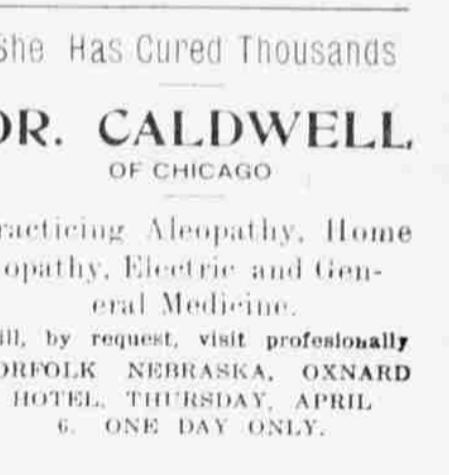 She Has Cured Thousands
DR. CALDWELL
OF CHICAGO
racticing Aleopathy, Home
opathy, Electric and Gen-
eral Medicine.
ill, by request, visit profesionally
ORFOLK NEBRASKA, OXNARD
HOTEL, THURSDAY, APRIL
6. ONE DAY ONLY.